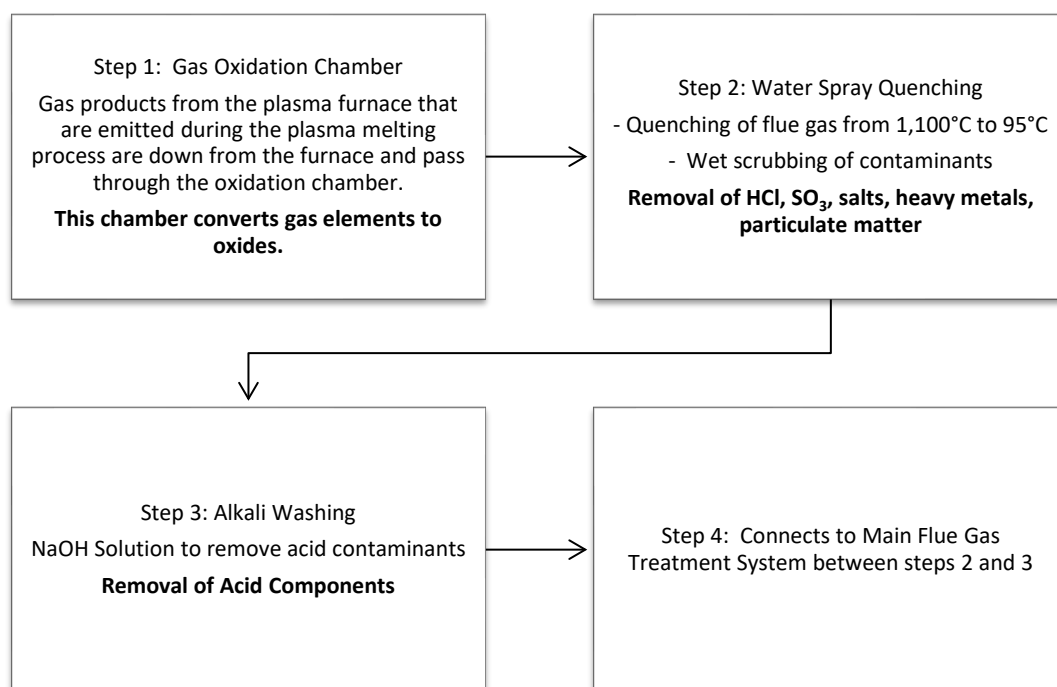 Step 1:  Gas Oxidation Chamber
Gas products from the plasma furnace that
are emitted during the plasma melting
process are down from the furnace and pass
through the oxidation chamber.
This chamber converts gas elements to
oxides.
Step 2: Water Spray Quenching
- Quenching of flue gas from 1,100°C to 95°C
-  Wet scrubbing of contaminants
Removal of HCl, SO₃, salts, heavy metals,
particulate matter
Step 3: Alkali Washing
NaOH Solution to remove acid contaminants
Removal of Acid Components
Step 4:  Connects to Main Flue Gas
Treatment System between steps 2 and 3